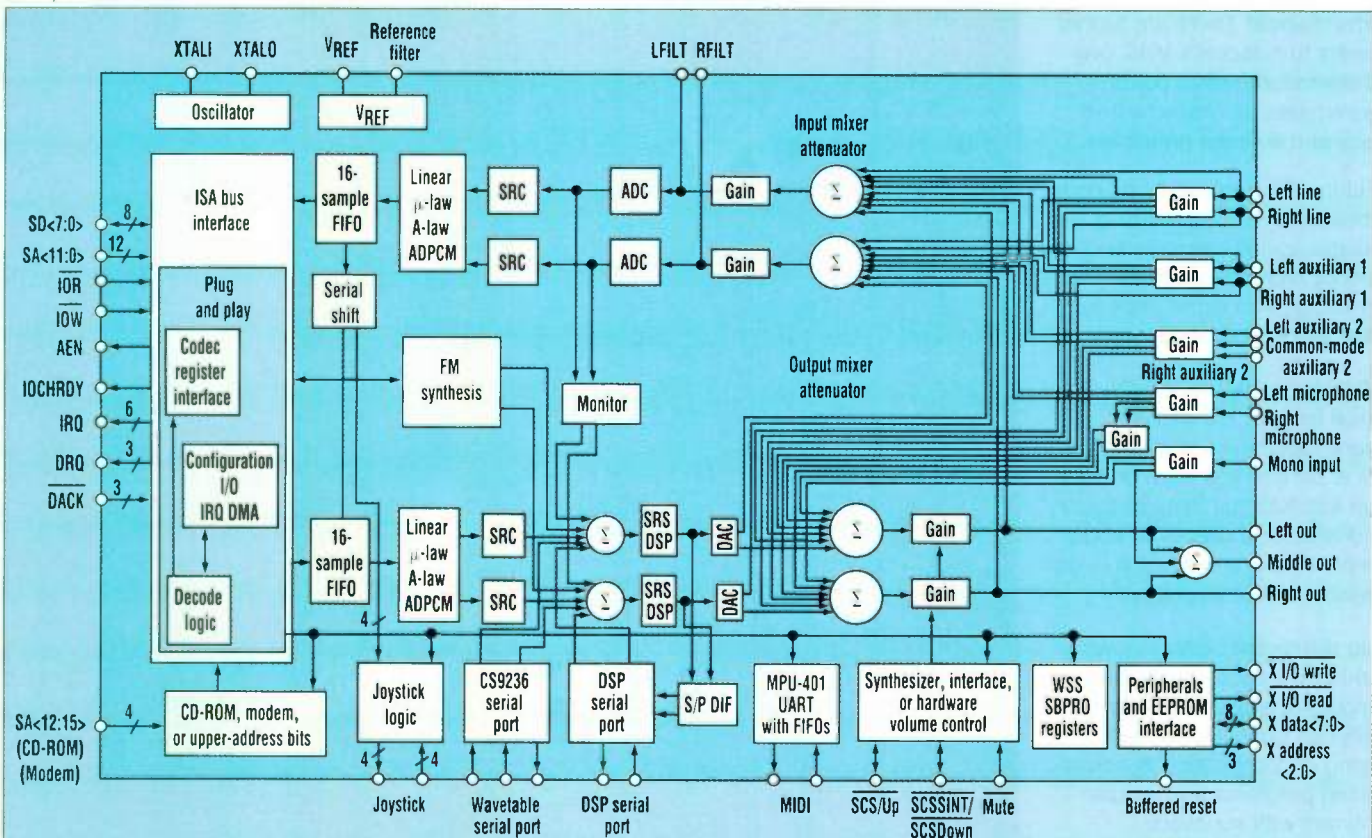 XTALI
XTALO
VREF
Reference
filter
LFILT
RFILT
Oscillator
VREF
Input mixer
attenuator
ISA bus
interface
16-
sample
FIFO
Linear
μ-law
A-law
ADPCM
SRC
ADC
Gain
Σ
Gain
Left line
Right line
SD<7:0>
8
SA<11:0>
12
IOR
IOW
AEN
IOCHRDY
IRQ
6
DRQ
3
DACK
3
Plug
and play
Codec
register
interface
Configuration
I/O
IRQ DMA
Decode
logic
Serial
shift
SRC
ADC
Gain
Σ
Gain
Left auxiliary 1
Right auxiliary 1
FM
synthesis
Monitor
Output mixer
attenuator
Gain
Left auxiliary 2
Common-mode
auxiliary 2
Right auxiliary 2
Gain
Left microphone
Right
microphone
Gain
Gain
Mono input
16-
sample
FIFO
Linear
μ-law
A-law
ADPCM
SRC
Σ
SRS
DSP
DAC
Σ
Gain
Left out
Σ
Middle out
SRC
Σ
SRS
DSP
DAC
Σ
Gain
Right out
4
SA<12:15>
(CD-ROM)
(Modem)
4
CD-ROM, modem,
or upper-address bits
Joystick
logic
CS9236
serial
port
DSP
serial
port
S/P DIF
MPU-401
UART
with FIFOs
Synthesizer, interface,
or hardware
volume control
WSS
SBPRO
registers
Peripherals
and EEPROM
interface
X I/O write
X I/O read
8
X data<7:0>
3
X address
<2:0>
4
4
Joystick
Wavetable
serial port
DSP serial
port
MIDI
SCS/Up
SCSSINT/
SCSDown
Mute
Buffered reset